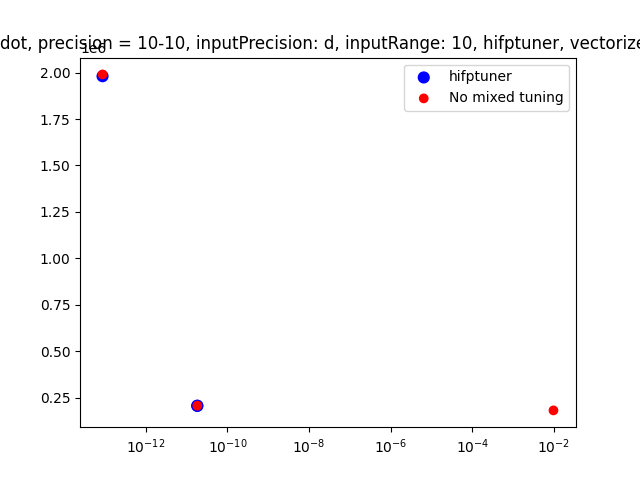 dot, precision = 10-10, inputPrecision: d, inputRange: 10, hifptuner, vectorize
1e6
2.00
1.75
1.50
1.25
1.00
0.75
0.50
0.25
hifptuner
No mixed tuning
10⁻¹² 10⁻¹⁰ 10⁻⁸ 10⁻⁶ 10⁻⁴ 10⁻²